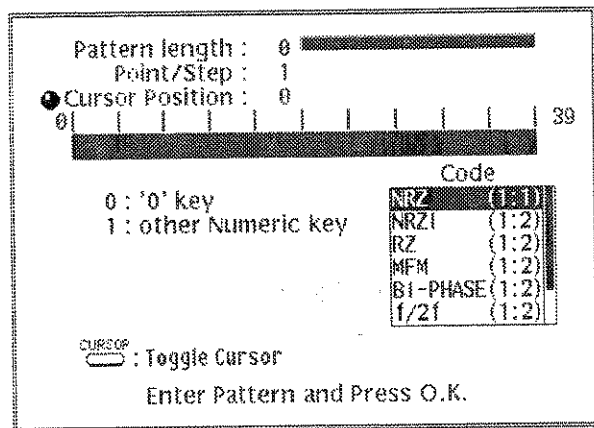 Pattern length : 0
Point/Step : 1
Cursor Position : 0
0 39
Code
0 : '0' key
1 : other Numeric key
NRZ (1:1)
NRZI (1:2)
RZ (1:2)
MFM (1:2)
BI-PHASE(1:2)
f/2f (1:2)
CURSOR
: Toggle Cursor
Enter Pattern and Press O.K.